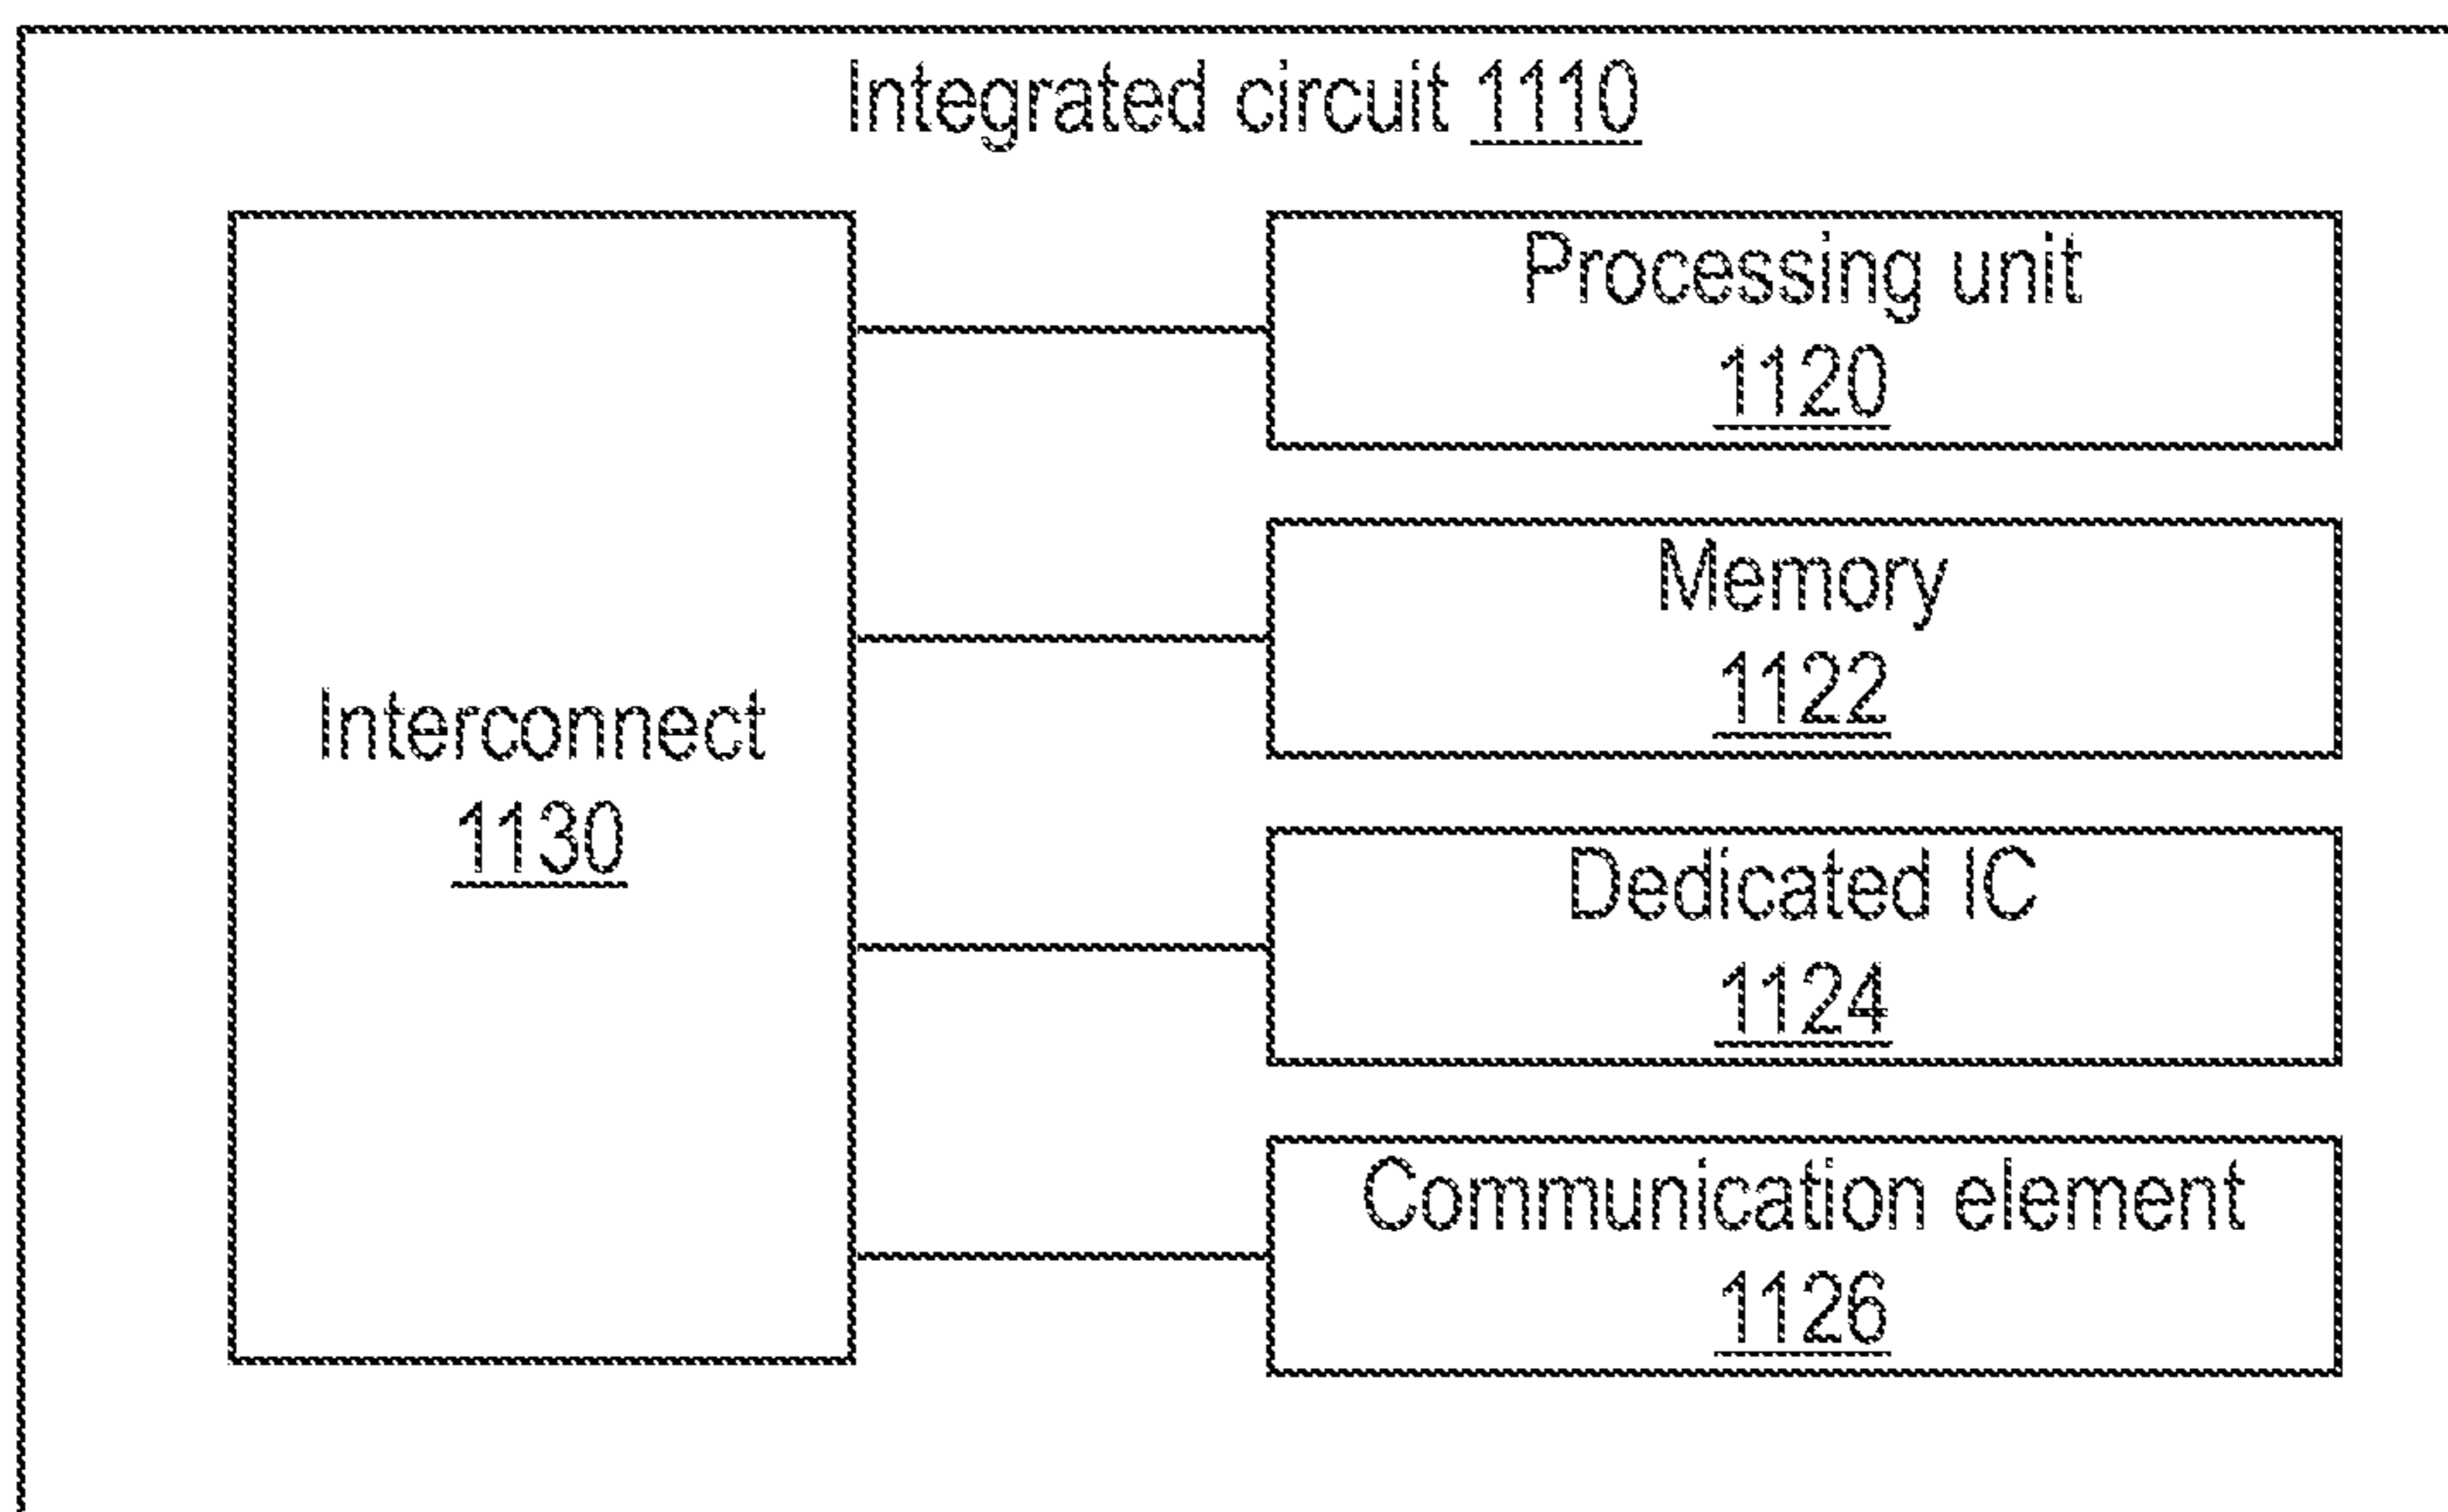 Integrated circuit 1110
Interconnect
1130
Processing unit
1120
Memory
1122
Dedicated IC
1124
Communication element
1126